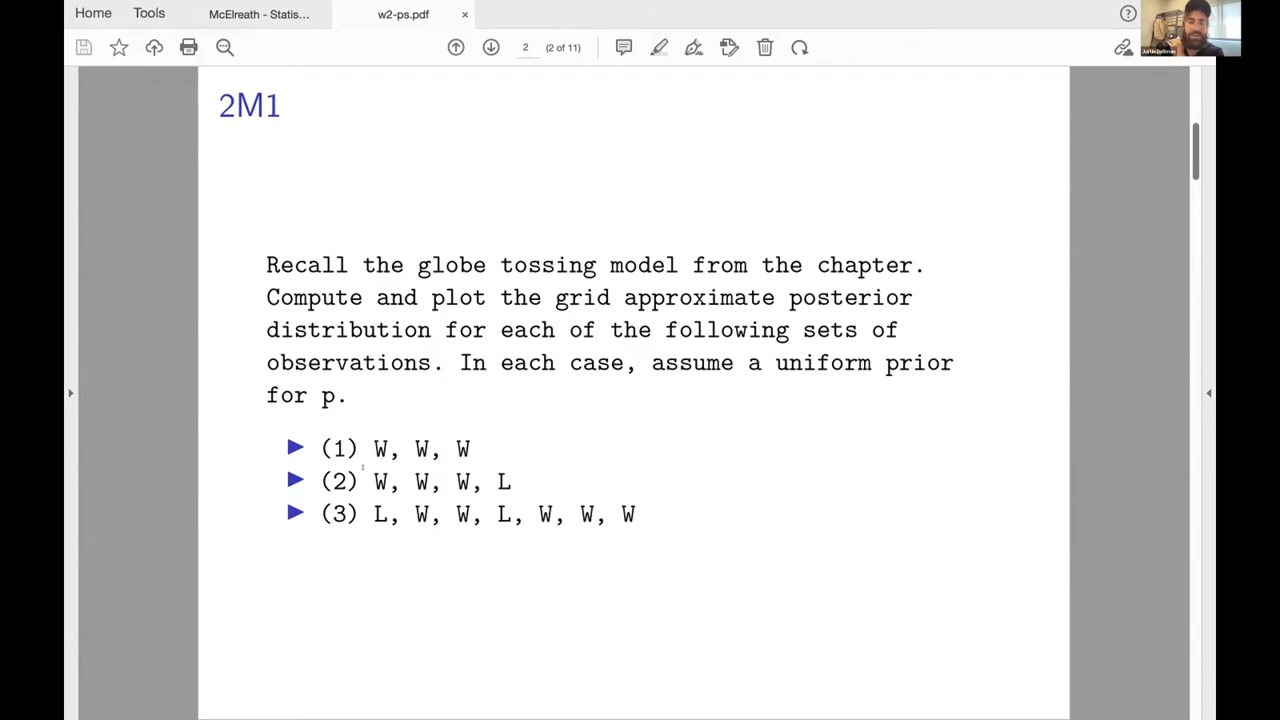 Home Tools McElreath - Statis... w2-ps.pdf ×
2 (2 of 11)
2M1
Recall the globe tossing model from the chapter.
Compute and plot the grid approximate posterior
distribution for each of the following sets of
observations. In each case, assume a uniform prior
for p.
(1) W, W, W
(2) W, W, W, L
(3) L, W, W, L, W, W, W